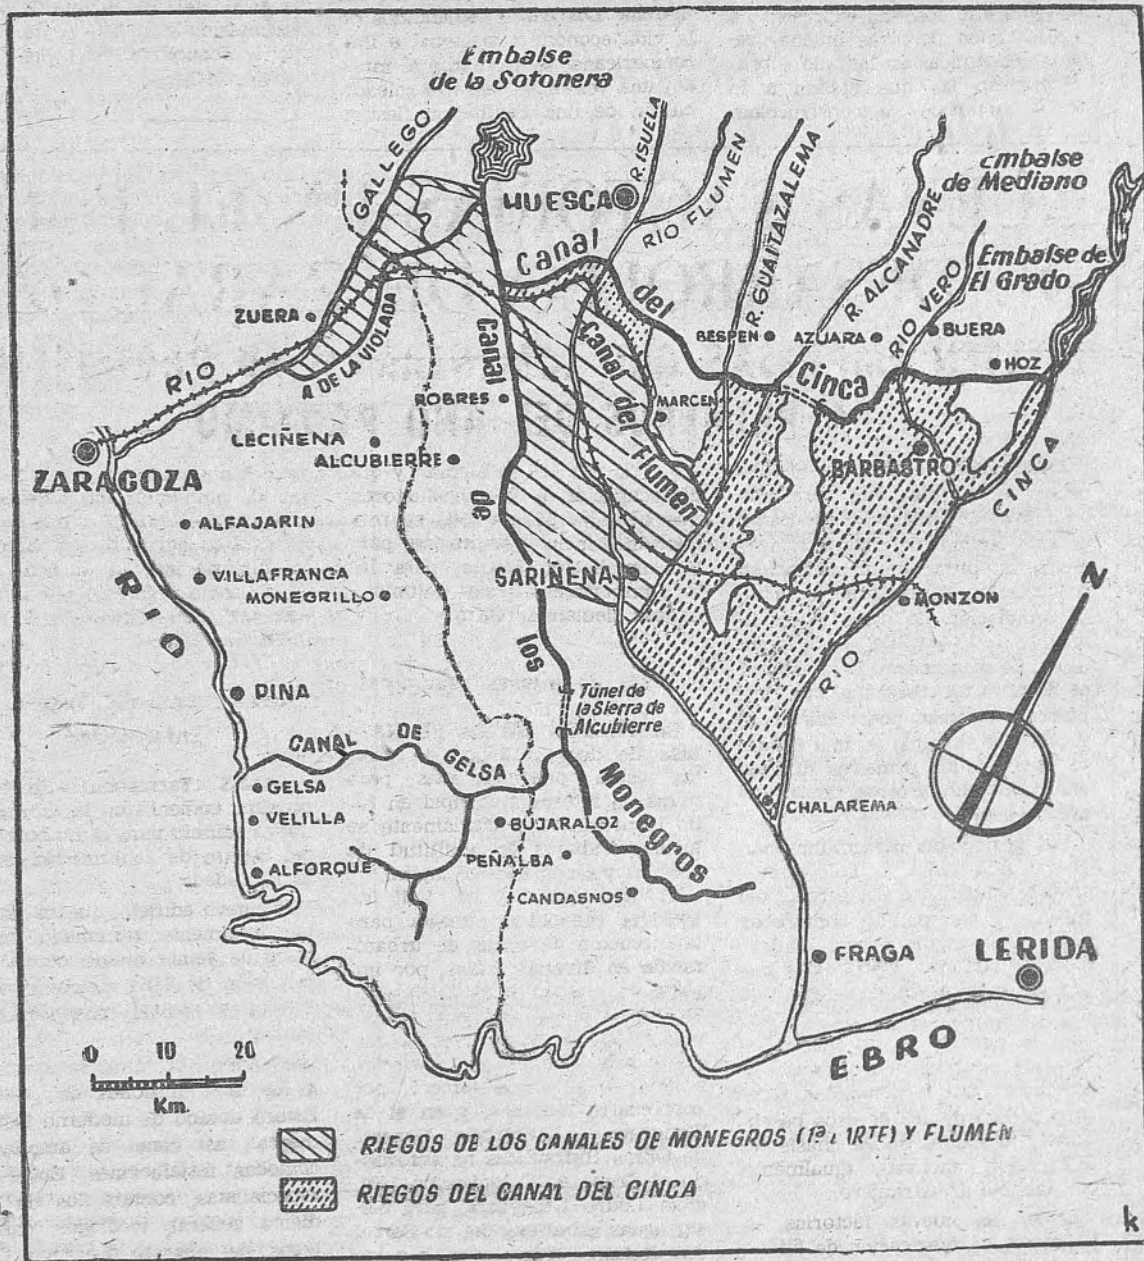 Embalse
de la Sotonera
GALLEGO
R. ISUELA
HUESCA
RIO FLUMEN
R. GUATAZALEMA
R. ALCANADRE
Embalse
de Mediano
RIO VERO
Embalse de
El Grado
Canal del Cinca
ZUERA
A DE LA VIOLADA
RIO
BESPEN
AZUARA
BUERA
HOZ
Canal de los Monegros
Canal del Flumen
ROBRES
MARCEN
LECIÑENA
ALCUBIERRE
BARBASTRO
CINCA
ZARAGOZA
ALFAJARIN
VILLAFRANCA
MONEGRILLO
SARIÑENA
MONZON
N
RIO
RIO
PINA
Túnel de
la Sierra de
Alcubierre
CANAL DE GELSA
GELSA
VELILLA
BUJARALOZ
CHALAREMA
ALFORQUE
PEÑALBA
CANDASNOS
FRAGA
LERIDA
EBRO
0 10 20
Km.
RIEGOS DE LOS CANALES DE MONEGROS (1ª, 1RTE) Y FLUMEN
RIEGOS DEL CANAL DEL CINCA
k